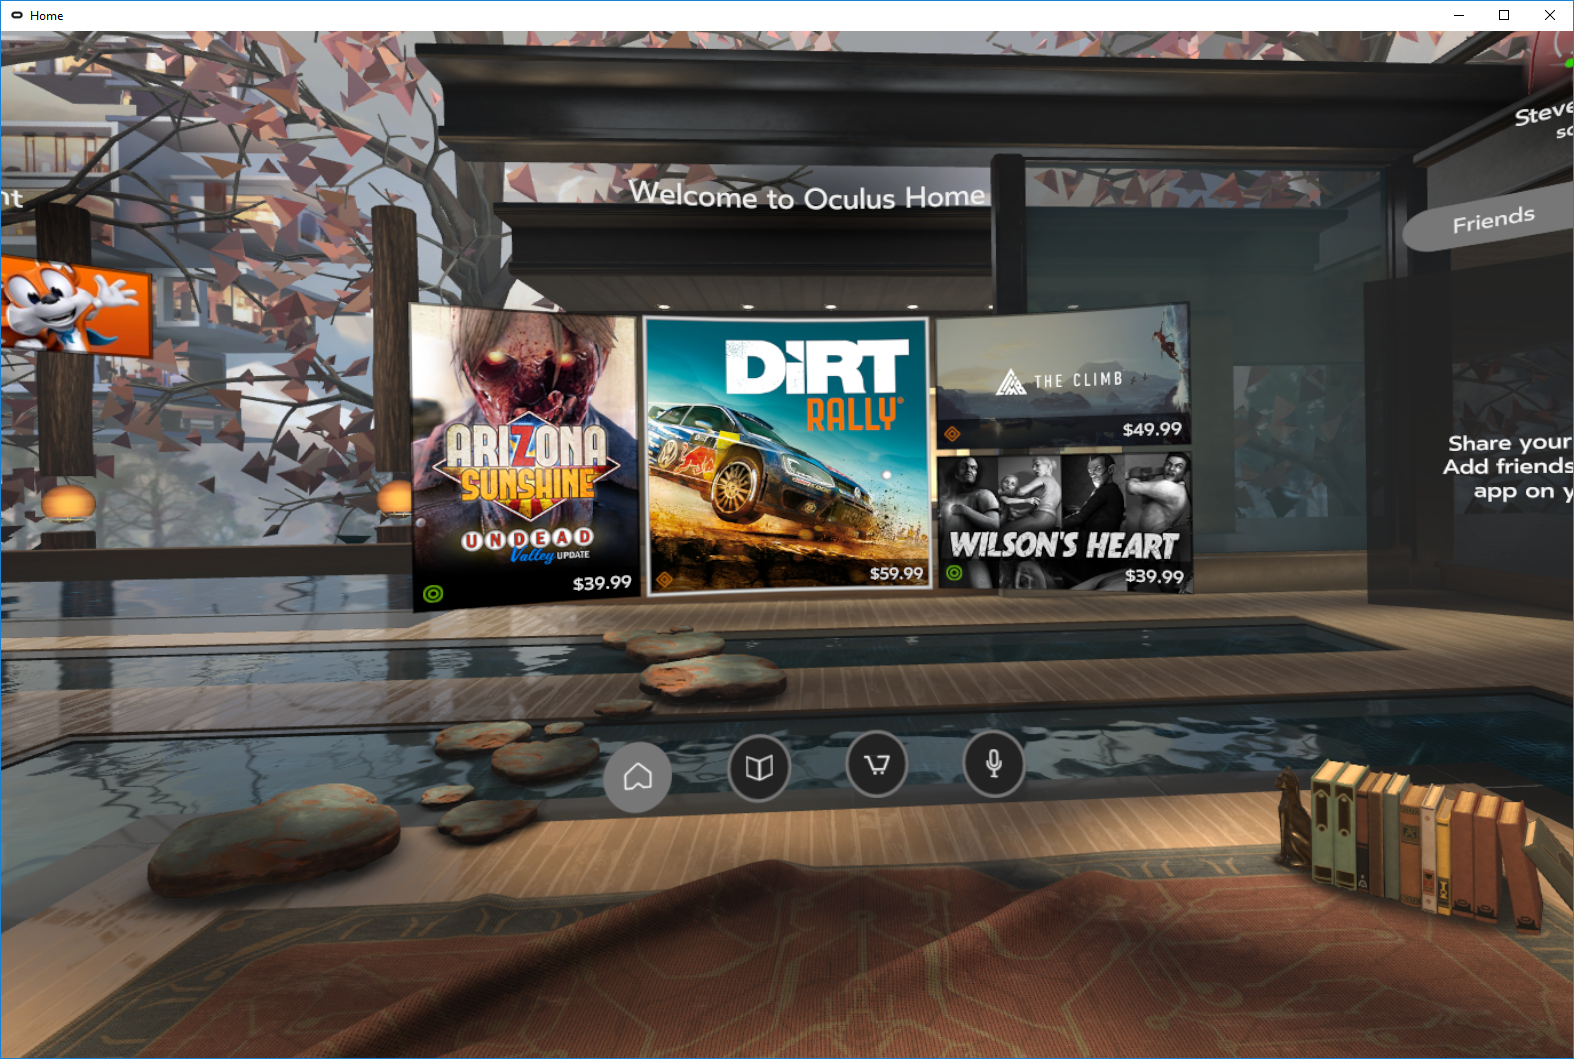 Home
Steve
Welcome to Oculus Home
Friends
DiRT
RALLY
$59.99
ARIZONA
SUNSHINE
UNDEAD
Valley UPDATE
$39.99
THE CLIMB
$49.99
WILSON'S HEART
$39.99
Share your
Add friends
app on y